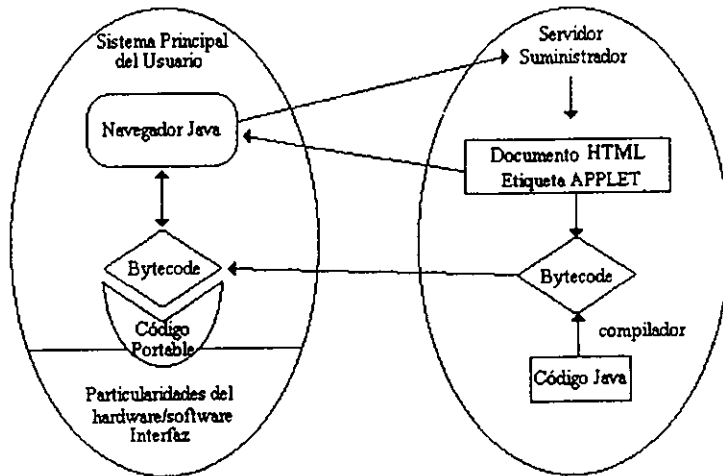 Sistema Principal
del Usuario
Navegador Java
Bytecode
Código
Portable
Particularidades del
hardware/software
Interfaz
Servidor
Suministrador
Documento HTML
Etiqueta APPLET
Bytecode
compilador
Código Java